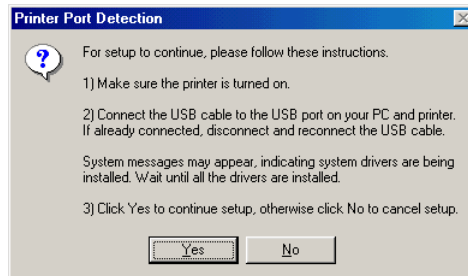 Printer Port Detection
For setup to continue, please follow these instructions.
1) Make sure the printer is turned on.
2) Connect the USB cable to the USB port on your PC and printer.
If already connected, disconnect and reconnect the USB cable.
System messages may appear, indicating system drivers are being
installed. Wait until all the drivers are installed.
3) Click Yes to continue setup, otherwise click No to cancel setup.
Yes
No